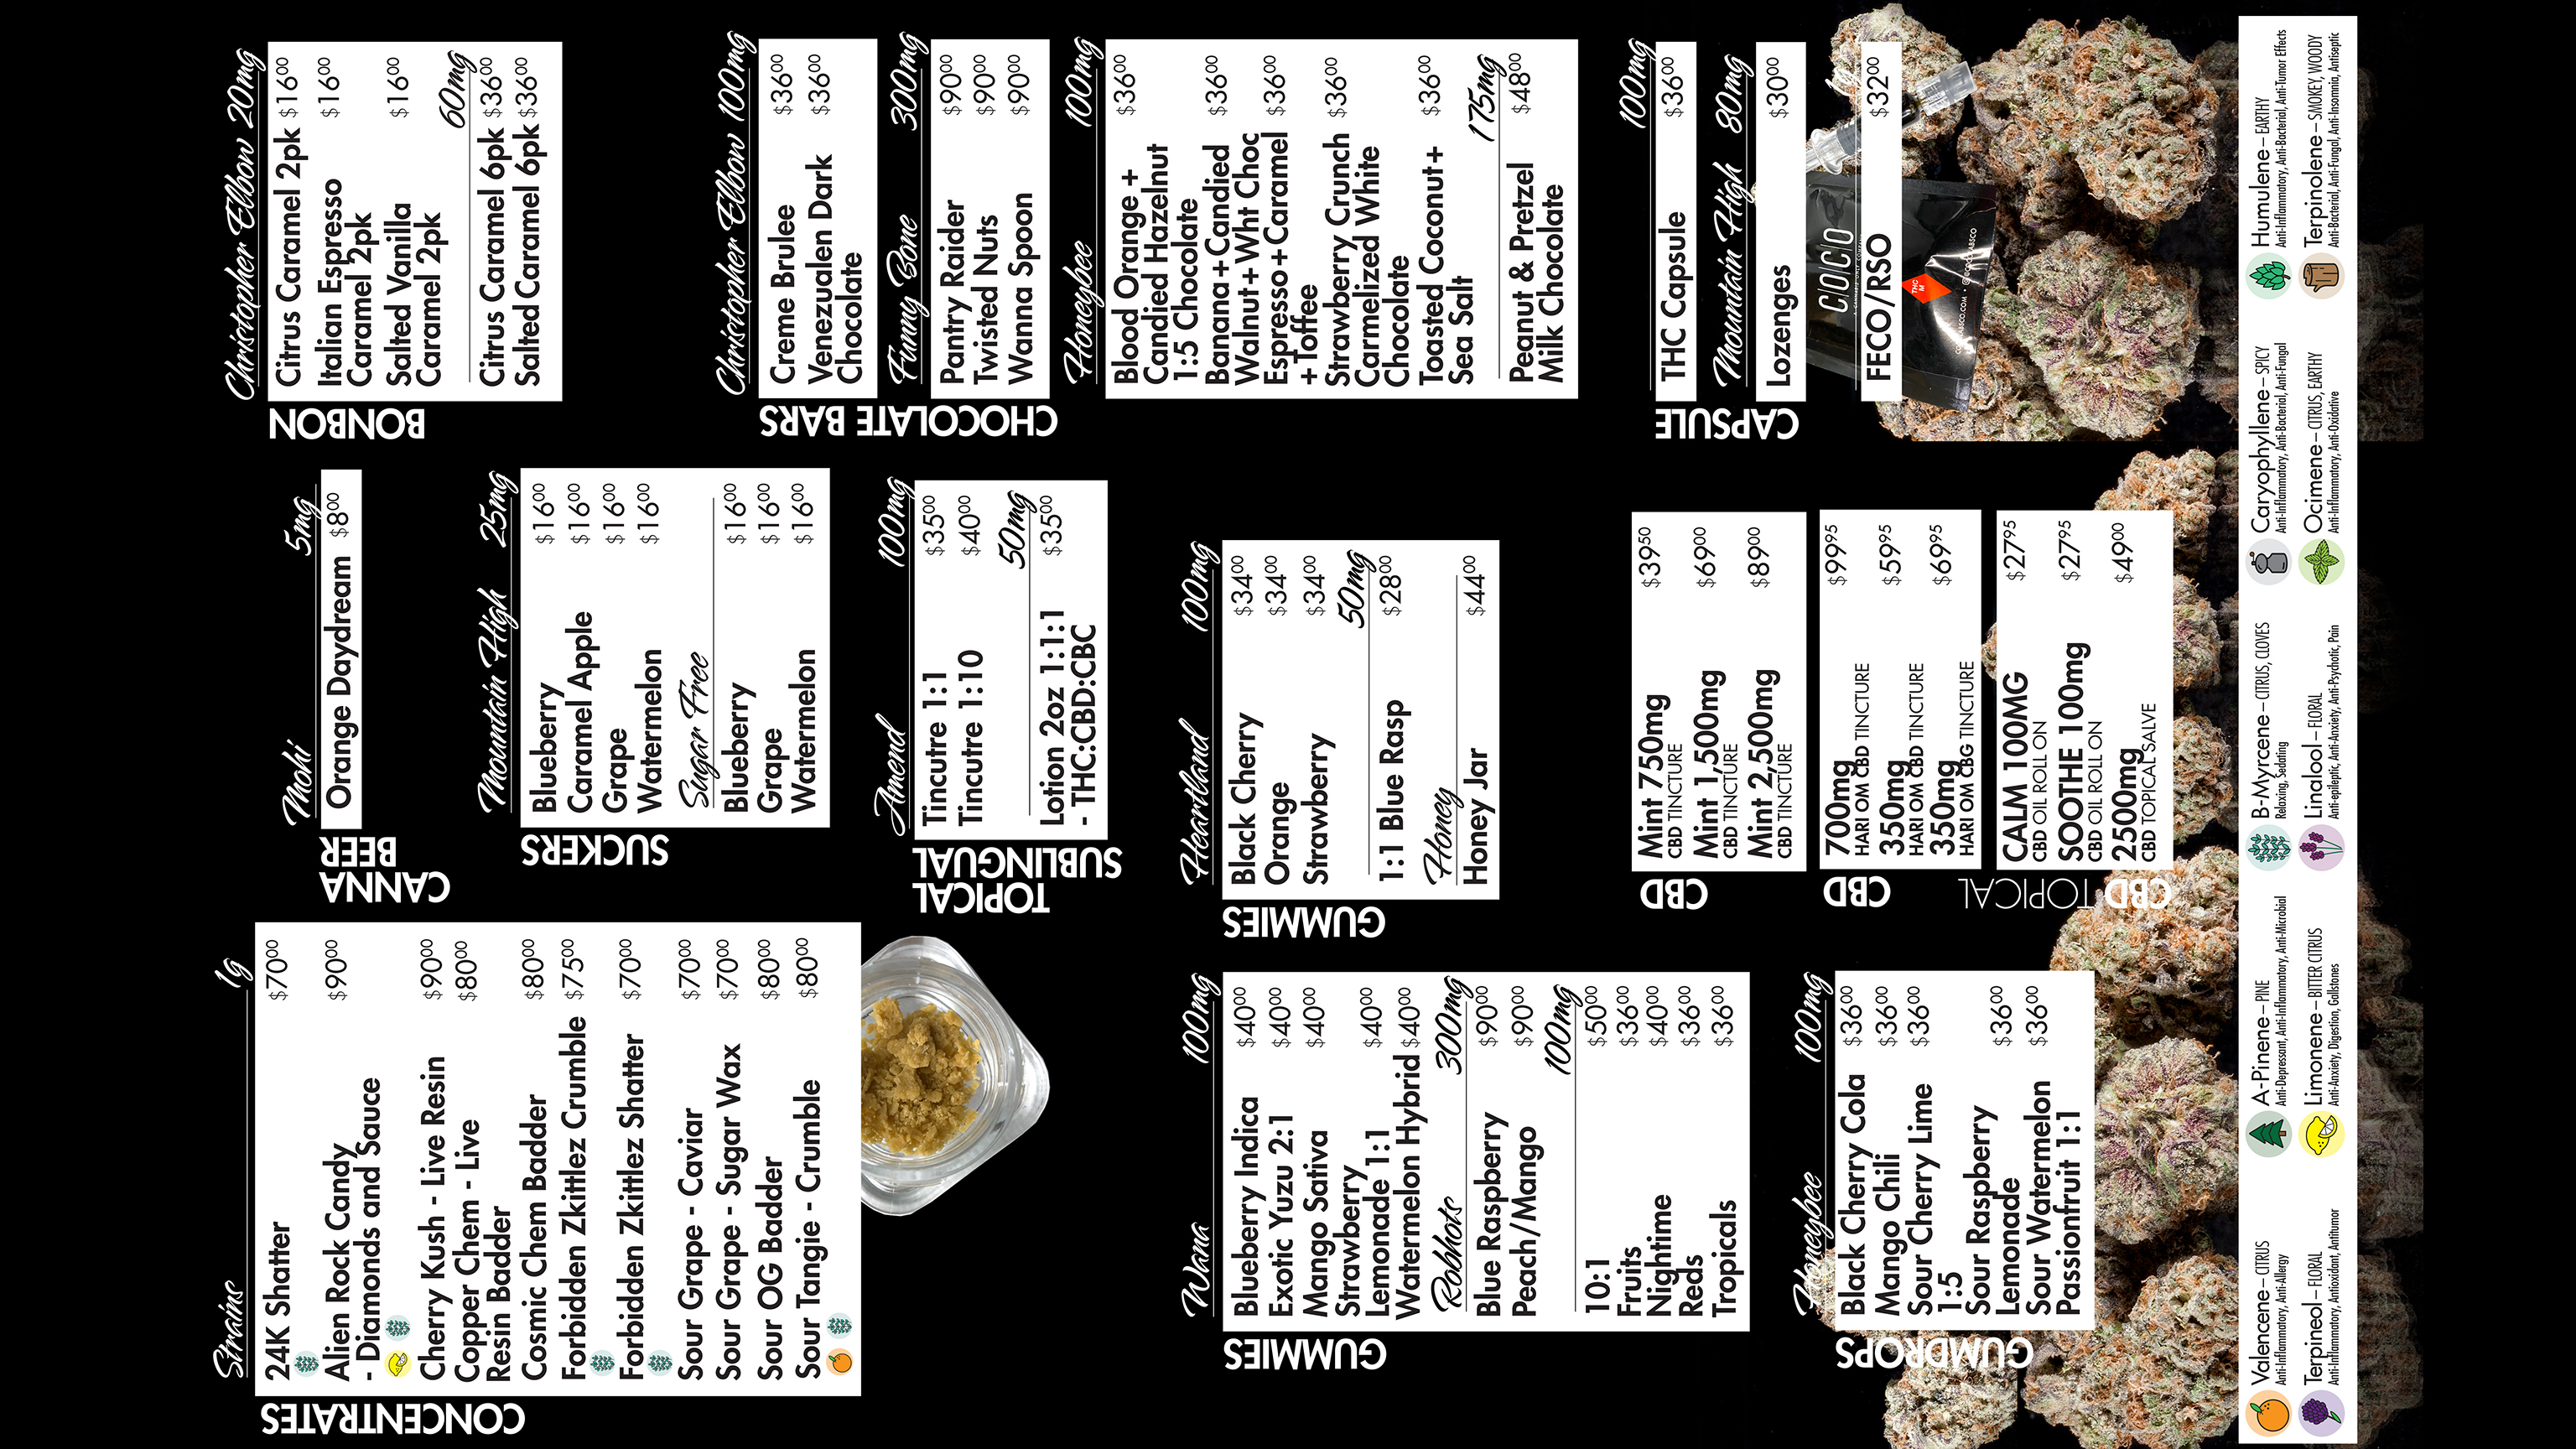 CONCENTRATES
Strains 1g
24K Shatter $70.00
Alien Rock Candy $90.00
- Diamonds and Sauce
Cherry Kush - Live Resin $90.00
Copper Chem - Live $80.00
Resin Badder
Cosmic Chem Badder $80.00
Forbidden Zkittlez Crumble $75.00
Forbidden Zkittlez Shatter $70.00
Sour Grape - Caviar $70.00
Sour Grape - Sugar Wax $70.00
Sour OG Badder $80.00
Sour Tangie - Crumble $80.00
GUMMIES
Wana 100mg
Blueberry Indica $40.00
Exotic Yuzu 2:1 $40.00
Mango Sativa $40.00
Strawberry
Lemonade 1:1 $40.00
Watermelon Hybrid $40.00
Robhots 300mg
Blue Raspberry $90.00
Peach/Mango $90.00
100mg
10:1 $50.00
Fruits $36.00
Nightime $40.00
Reds $36.00
Tropicals $36.00
GUMDROPS
Honeybee 100mg
Black Cherry Cola $36.00
Mango Chili $36.00
Sour Cherry Lime $36.00
1:5
Sour Raspberry $36.00
Lemonade
Sour Watermelon $36.00
Passionfruit 1:1
CANNA
BEER
Mohi 5mg
Orange Daydream $8.00
SUCKERS
Mountain High 25mg
Blueberry $16.00
Caramel Apple $16.00
Grape $16.00
Watermelon $16.00
Sugar Free
Blueberry $16.00
Grape $16.00
Watermelon $16.00
TOPICAL
SUBLINGUAL
Amend 100mg
Tincutre 1:1 $35.00
Tincutre 1:10 $40.00
50mg
Lotion 2oz 1:1:1 $35.00
- THC:CBD:CBC
GUMMIES
Heartland 100mg
Black Cherry $34.00
Orange $34.00
Strawberry $34.00
50mg
1:1 Blue Rasp $28.00
Honey
Honey Jar $44.00
CBD
Mint 750mg $39.50
CBD TINCTURE
Mint 1,500mg $69.00
CBD TINCTURE
Mint 2,500mg $89.00
CBD TINCTURE
CBD
700mg $99.95
HARI OM CBD TINCTURE
350mg $59.95
HARI OM CBD TINCTURE
350mg $69.95
HARI OM CBG TINCTURE
CBD TOPICAL
CALM 100MG $27.95
CBD OIL ROLL ON
SOOTHE 100mg $27.95
CBD OIL ROLL ON
2500mg $49.00
CBD TOPICAL SALVE
BONBON
Christopher Elbow 20mg
Citrus Caramel 2pk $16.00
Italian Espresso $16.00
Caramel 2pk
Salted Vanilla $16.00
Caramel 2pk
60mg
Citrus Caramel 6pk $36.00
Salted Caramel 6pk $36.00
CHOCOLATE BARS
Christopher Elbow 100mg
Creme Brulee $36.00
Venezualen Dark $36.00
Chocolate
Funny Bone 300mg
Pantry Raider $90.00
Twisted Nuts $90.00
Wanna Spoon $90.00
Honeybee 100mg
Blood Orange + $36.00
Candied Hazelnut
1:5 Chocolate
Banana + Candied $36.00
Walnut + Wht Choc
Espresso + Caramel $36.00
+ Toffee
Strawberry Crunch $36.00
Carmelized White
Chocolate
Toasted Coconut + $36.00
Sea Salt
175mg
Peanut & Pretzel $48.00
Milk Chocolate
CAPSULE
100mg
THC Capsule $36.00
Mountain High 80mg
Lozenges $30.00
1g
FECO/RSO $32.00
Valencene – CITRUS
Anti-Inflammatory, Anti-Allergy
Terpineol – FLORAL
Anti-Inflammatory, Antioxidant, Antitumor
A-Pinene – PINE
Anti-Depressant, Anti-Inflammatory, Anti-Microbial
Limonene – BITTER CITRUS
Anti-Anxiety, Digestion, Gallstones
B-Myrcene – CITRUS, CLOVES
Relaxing, Sedating
Linalool – FLORAL
Anti-epileptic, Anti-Anxiety, Anti-Psychotic, Pain
Caryophyllene – SPICY
Anti-Inflammatory, Anti-Bacterial, Anti-Fungal
Ocimene – CITRUS, EARTHY
Anti-Inflammatory, Anti-Oxidative
Humulene – EARTHY
Anti-Inflammatory, Anti-Bacterial, Anti-Tumor Effects
Terpinolene – SMOKEY, WOODY
Anti-Bacterial, Anti-Fungal, Anti-Insomnia, Antiseptic